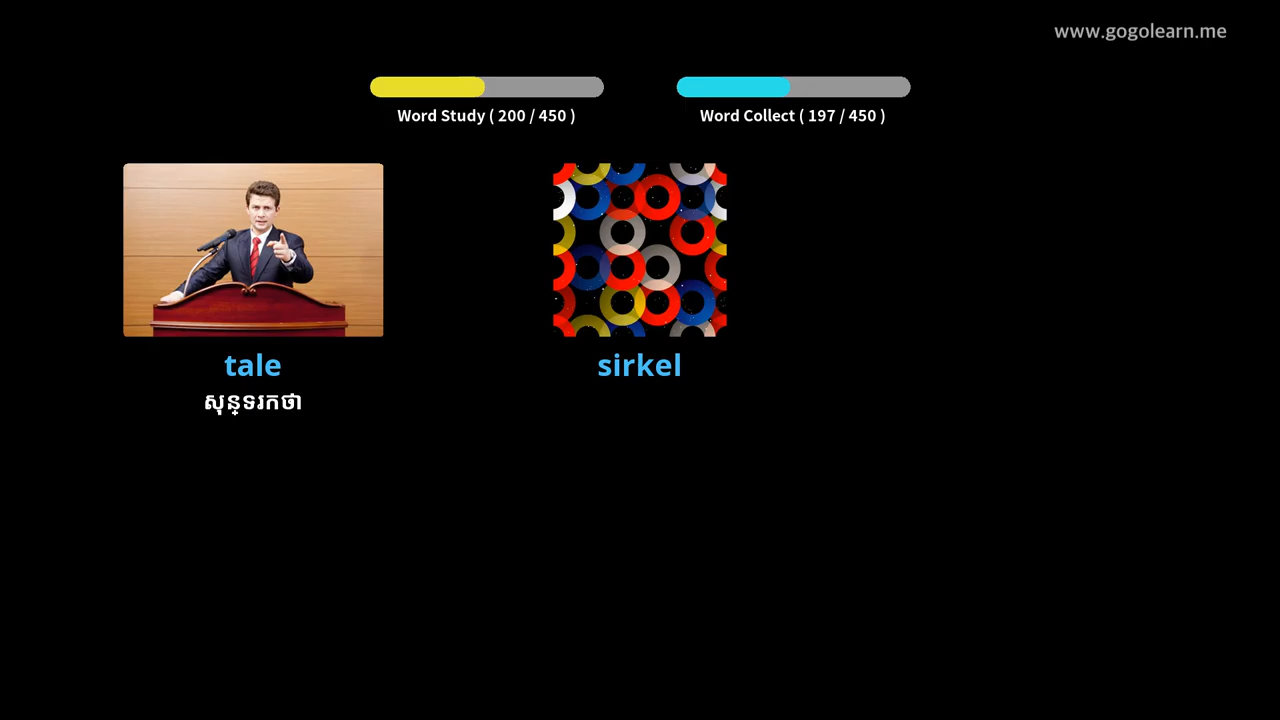 www.gogolearn.me
Word Study ( 200 / 450 )
Word Collect ( 197 / 450 )
tale
sirkel
សុន្ទរកថា